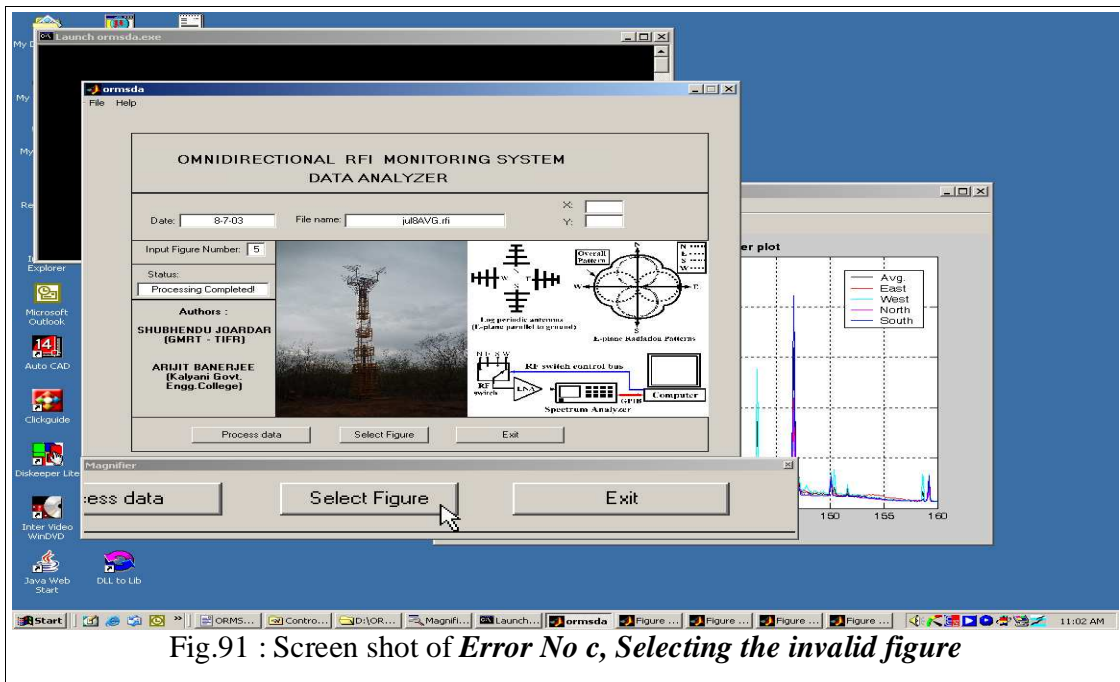 My D
Launch ormsda.exe
My
ormsda
File Help
OMNIDIRECTIONAL RFI MONITORING SYSTEM
DATA ANALYZER
Date: 8-7-03 File name: jul8AVG.rfi X:
Y:
Input Figure Number: 5
Status:
Processing Completed!
Authors :
SHUBHENDU JOARDAR
(GMRT - TIFR)
ARIJIT BANERJEE
(Kalyani Govt.
Engg.College)
N
W E
S
Log periodic antennas
(E-plane parallel to ground)
Overall
Pattern
N
W E
S
N ....
E ....
S ....
W ....
E-plane Radiation Patterns
N E S W
RF switch control bus
RF
switch
LNA
GPIB
Spectrum Analyzer
Computer
Process data Select Figure Exit
Magnifier
cess data Select Figure Exit
er plot
Avg.
East
West
North
South
150 155 160
My
Re
Explorer
Microsoft
Outlook
Auto CAD
Clickguide
Diskeeper Lite
Inter Video
WinDVD
Java Web
Start
DLL to Lib
Start ORMS... Contro... D:\OR... Magnifi... Launch... ormsda Figure ... Figure ... Figure ... Figure ... 11:02 AM
Fig.91 : Screen shot of Error No c, Selecting the invalid figure